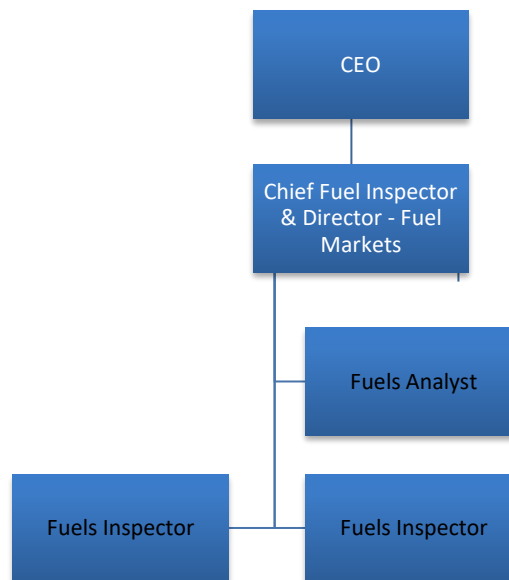 CEO
Chief Fuel Inspector
& Director - Fuel
Markets
Fuels Analyst
Fuels Inspector
Fuels Inspector